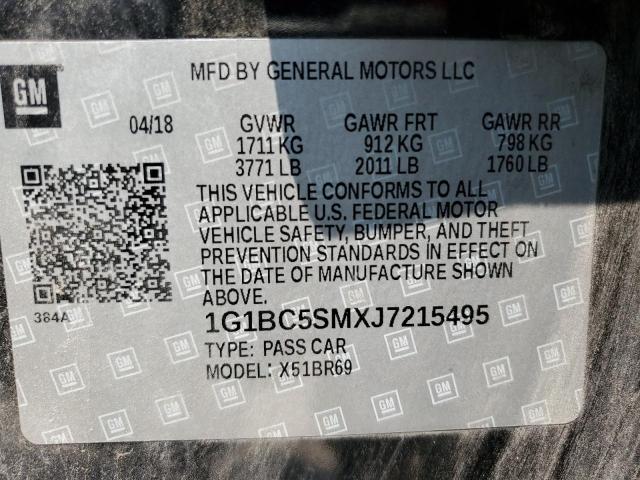 GM
MFD BY GENERAL MOTORS LLC
04/18 GVWR GAWR FRT GAWR RR
1711 KG 912 KG 798 KG
3771 LB 2011 LB 1760 LB
THIS VEHICLE CONFORMS TO ALL
APPLICABLE U.S. FEDERAL MOTOR
VEHICLE SAFETY, BUMPER, AND THEFT
PREVENTION STANDARDS IN EFFECT ON
THE DATE OF MANUFACTURE SHOWN
ABOVE.
384A
1G1BC5SMXJ7215495
TYPE: PASS CAR
MODEL: X51BR69